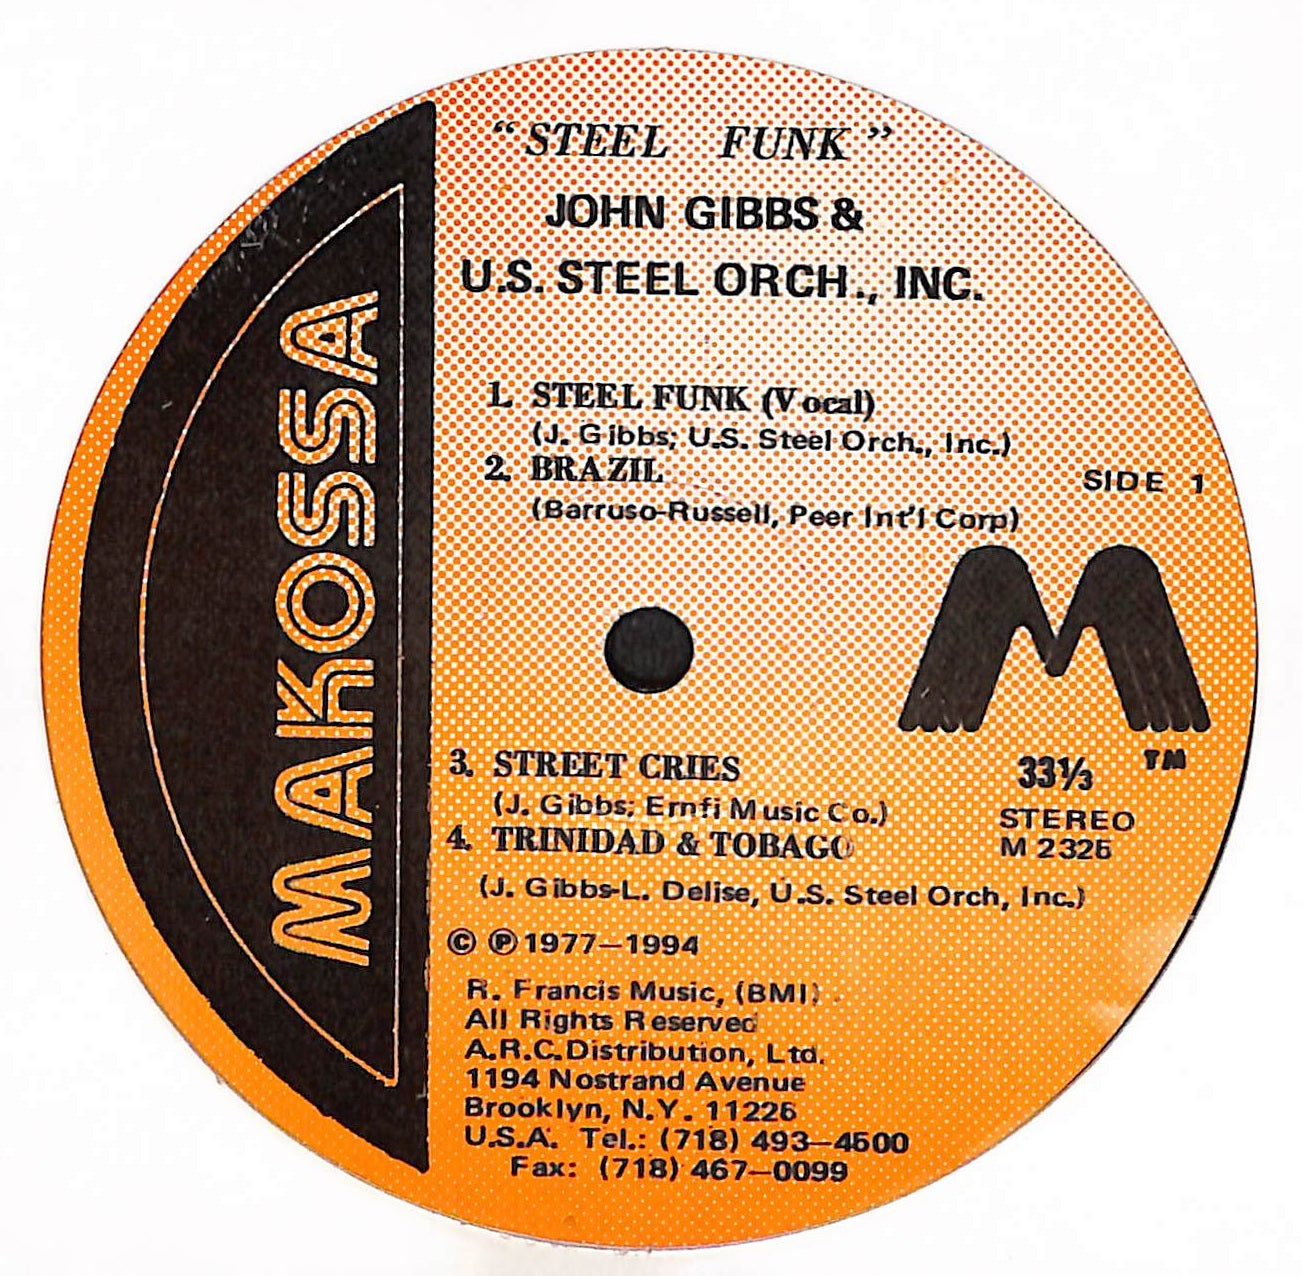 "STEEL FUNK"
JOHN GIBBS &
U.S. STEEL ORCH., INC.
1. STEEL FUNK (Vocal)
(J. Gibbs; U.S. Steel Orch., Inc.)
2. BRAZIL
(Barruso-Russell, Peer Int'l Corp)
SIDE 1
MAKOSSA
M
TM
3. STREET CRIES
(J. Gibbs; Ernfi Music Co.)
4. TRINIDAD & TOBAGO
(J. Gibbs-L. Delise, U.S. Steel Orch, Inc.)
33⅓
STEREO
M 2325
© ℗ 1977–1994
R. Francis Music, (BMI)
All Rights Reserved
A.R.C. Distribution, Ltd.
1194 Nostrand Avenue
Brooklyn, N.Y. 11225
U.S.A. Tel.: (718) 493–4500
Fax: (718) 467–0099